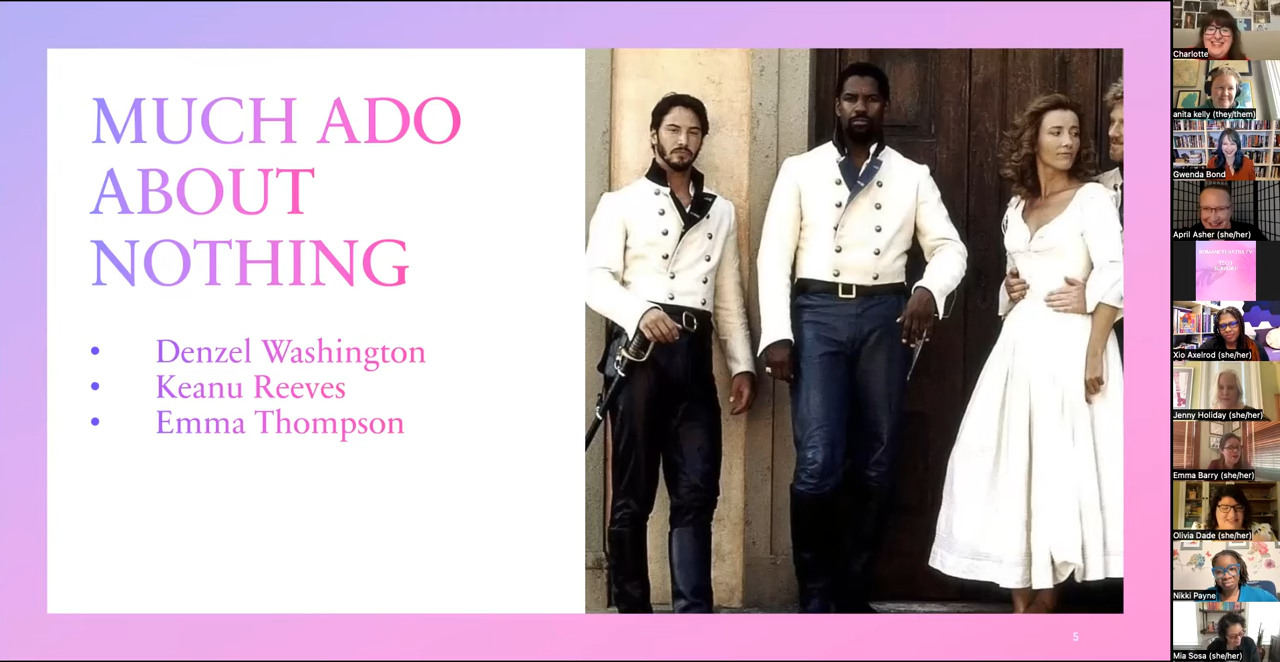 MUCH ADO
ABOUT
NOTHING
• Denzel Washington
• Keanu Reeves
• Emma Thompson
5
Charlotte
anita kelly (they/them)
Gwenda Bond
April Asher (she/her)
Xio Axelrod (she/her)
Jenny Holiday (she/her)
Emma Barry (she/her)
Olivia Dade (she/her)
Nikki Payne
Mia Sosa (she/her)